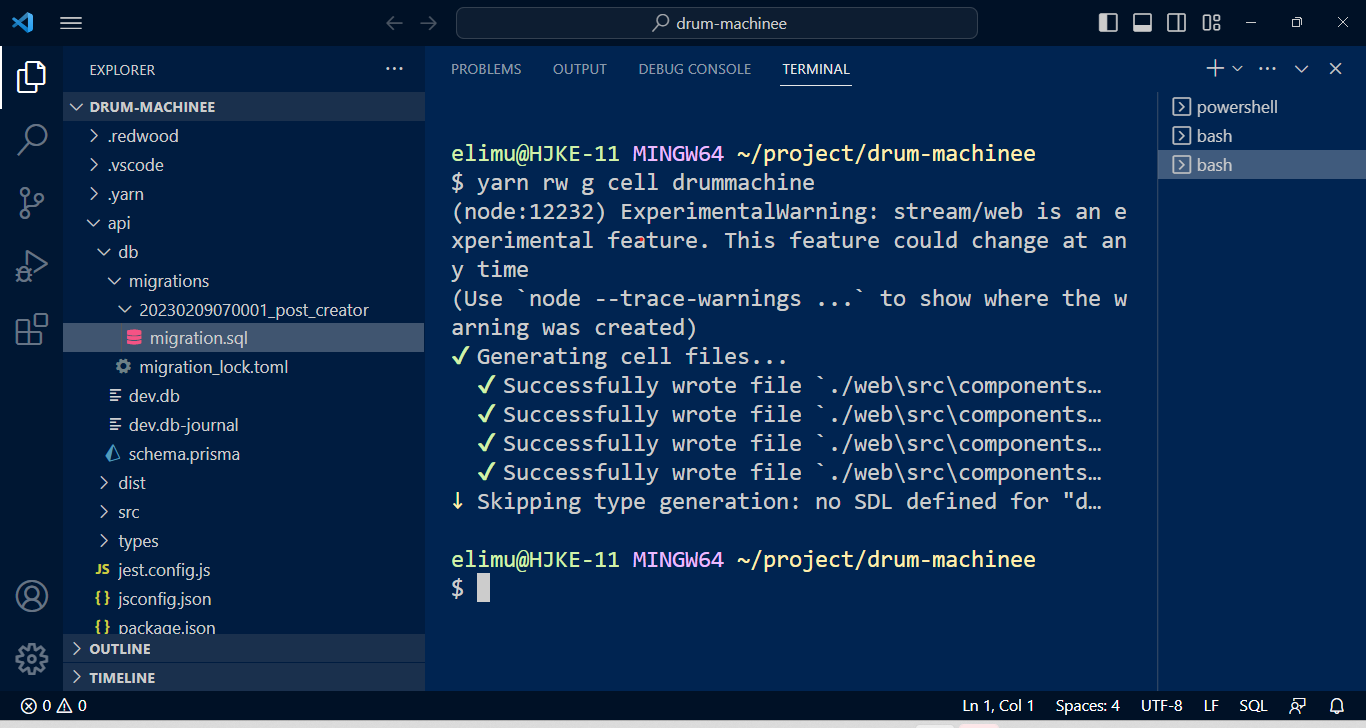 drum-machinee
EXPLORER
DRUM-MACHINEE
.redwood
.vscode
.yarn
api
db
migrations
20230209070001_post_creator
migration.sql
migration_lock.toml
dev.db
dev.db-journal
schema.prisma
dist
src
types
JS jest.config.js
{} jsconfig.json
{} package.json
OUTLINE
TIMELINE
PROBLEMS OUTPUT DEBUG CONSOLE TERMINAL
elimu@HJKE-11 MINGW64 ~/project/drum-machinee
$ yarn rw g cell drummachine
(node:12232) ExperimentalWarning: stream/web is an e
xperimental feature. This feature could change at an
y time
(Use `node --trace-warnings ...` to show where the w
arning was created)
✓ Generating cell files...
✓ Successfully wrote file `./web\src\components…
✓ Successfully wrote file `./web\src\components…
✓ Successfully wrote file `./web\src\components…
✓ Successfully wrote file `./web\src\components…
↓ Skipping type generation: no SDL defined for "d…
elimu@HJKE-11 MINGW64 ~/project/drum-machinee
$
powershell
bash
bash
0 0 Ln 1, Col 1 Spaces: 4 UTF-8 LF SQL